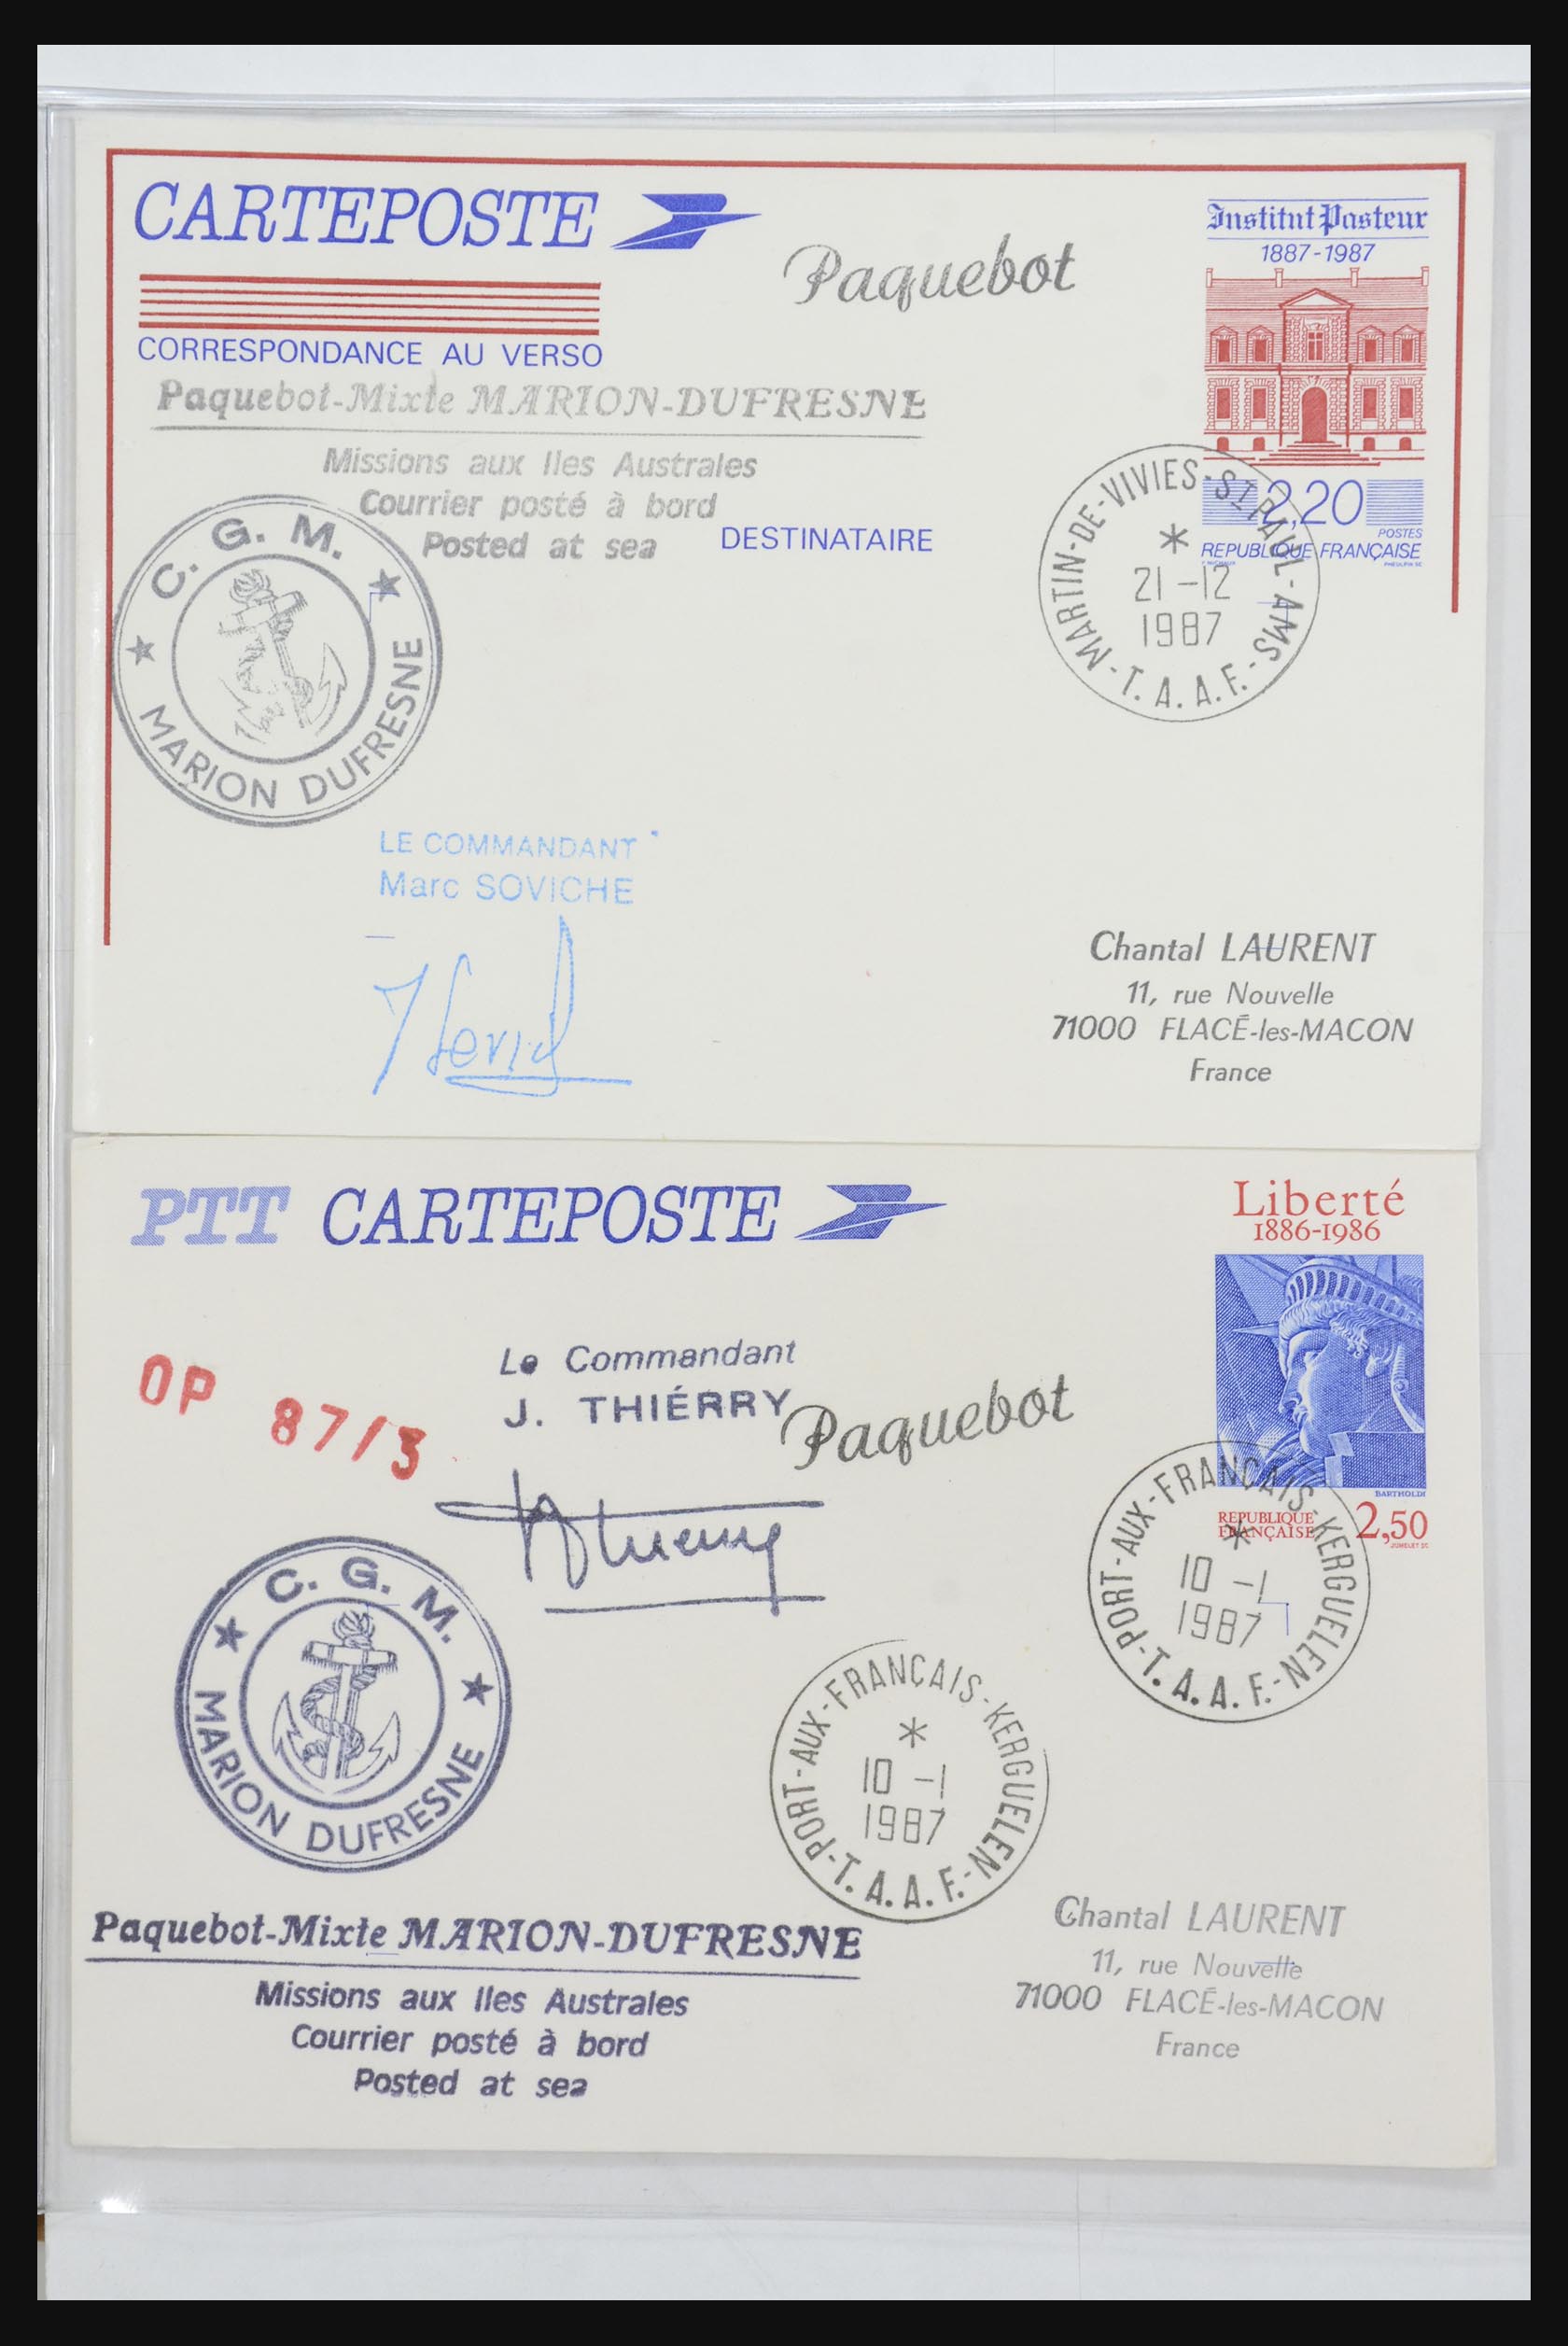 CARTEPOSTE
Paquebot
Institut Pasteur
1887-1987
CORRESPONDANCE AU VERSO
Paquebot-Mixte MARION-DUFRESNE
Missions aux Iles Australes
Courrier posté à bord
Posted at sea
DESTINATAIRE
2,20
POSTES
REPUBLIQUE FRANÇAISE
MARTIN-DE-VIVIES-ST PAUL-AMS-T.A.A.F.-
21-12
1987
C. G. M.
MARION DUFRESNE
LE COMMANDANT
Marc SOVICHE
Chantal LAURENT
11, rue Nouvelle
71000 FLACÉ-les-MACON
France
PTT CARTEPOSTE
Liberté
1886-1986
OP 87/3
Le Commandant
J. THIÉRRY
Paquebot
BARTHOLDI
REPUBLIQUE
FRANÇAISE
2,50
JUMELET SC
PORT-AUX-FRANÇAIS-KERGUELEN-T.A.A.F.-
10-1
1987
C. G. M.
MARION DUFRESNE
PORT-AUX-FRANÇAIS-KERGUELEN-T.A.A.F.-
10-1
1987
Paquebot-Mixte MARION-DUFRESNE
Missions aux Iles Australes
Courrier posté à bord
Posted at sea
Chantal LAURENT
11, rue Nouvelle
71000 FLACÉ-les-MACON
France